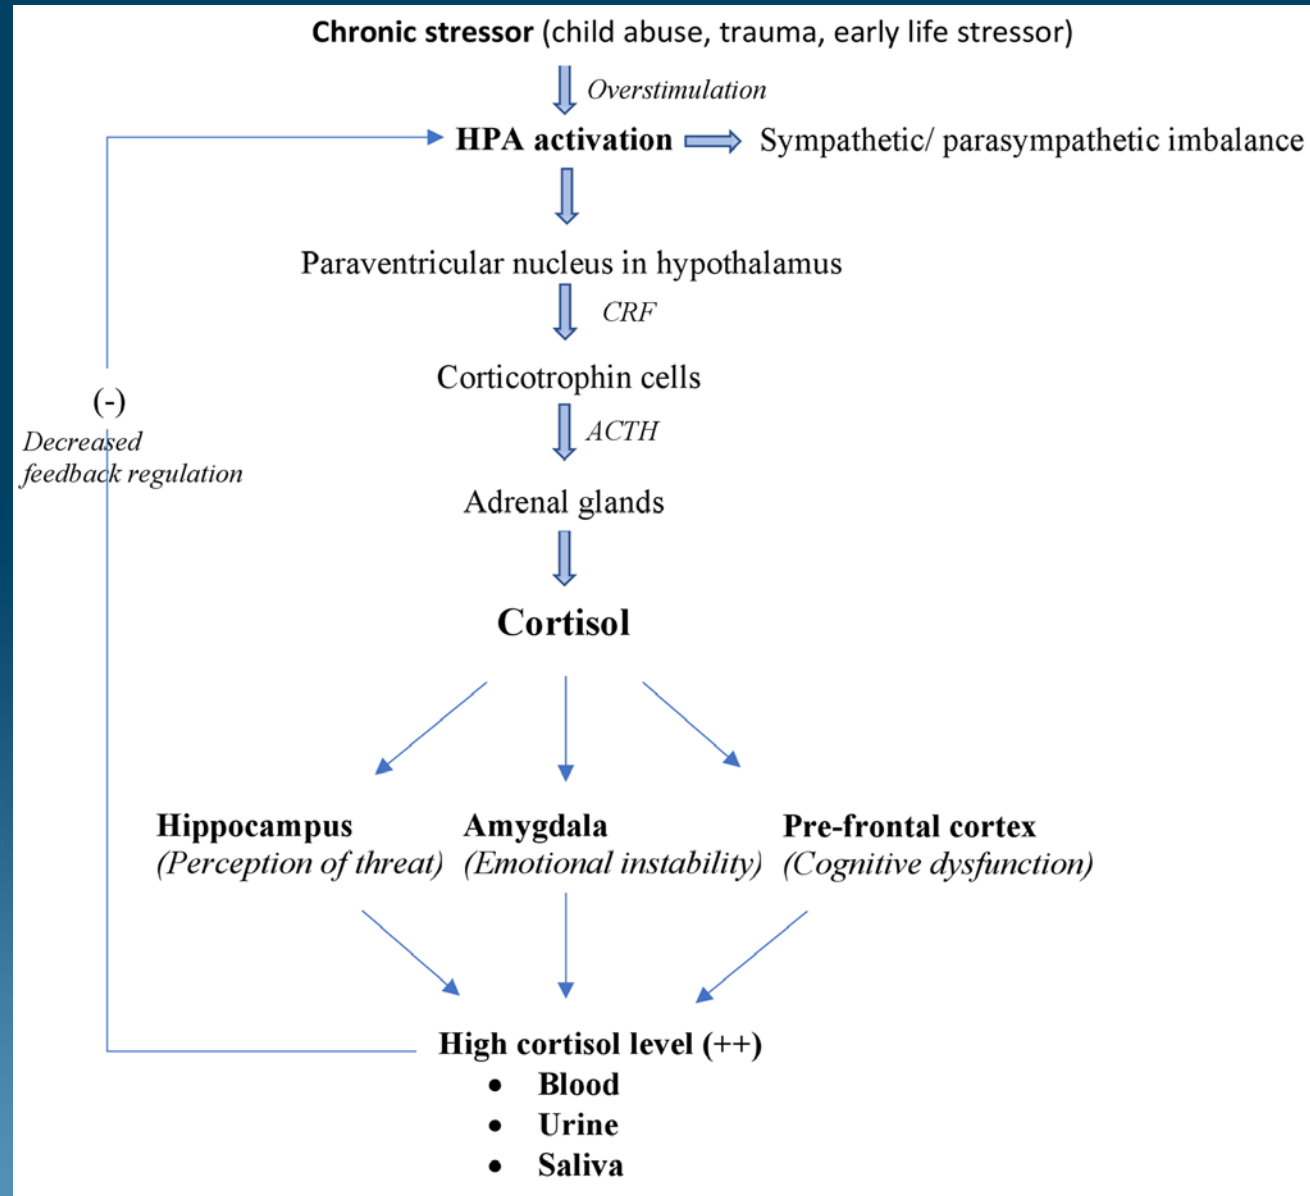 Chronic stressor (child abuse, trauma, early life stressor)
Overstimulation
HPA activation
Sympathetic/ parasympathetic imbalance
Paraventricular nucleus in hypothalamus
CRF
Corticotrophin cells
(-)
Decreased
feedback regulation
ACTH
Adrenal glands
Cortisol
Hippocampus
(Perception of threat)
Amygdala
(Emotional instability)
Pre-frontal cortex
(Cognitive dysfunction)
High cortisol level (++)
• Blood
• Urine
• Saliva